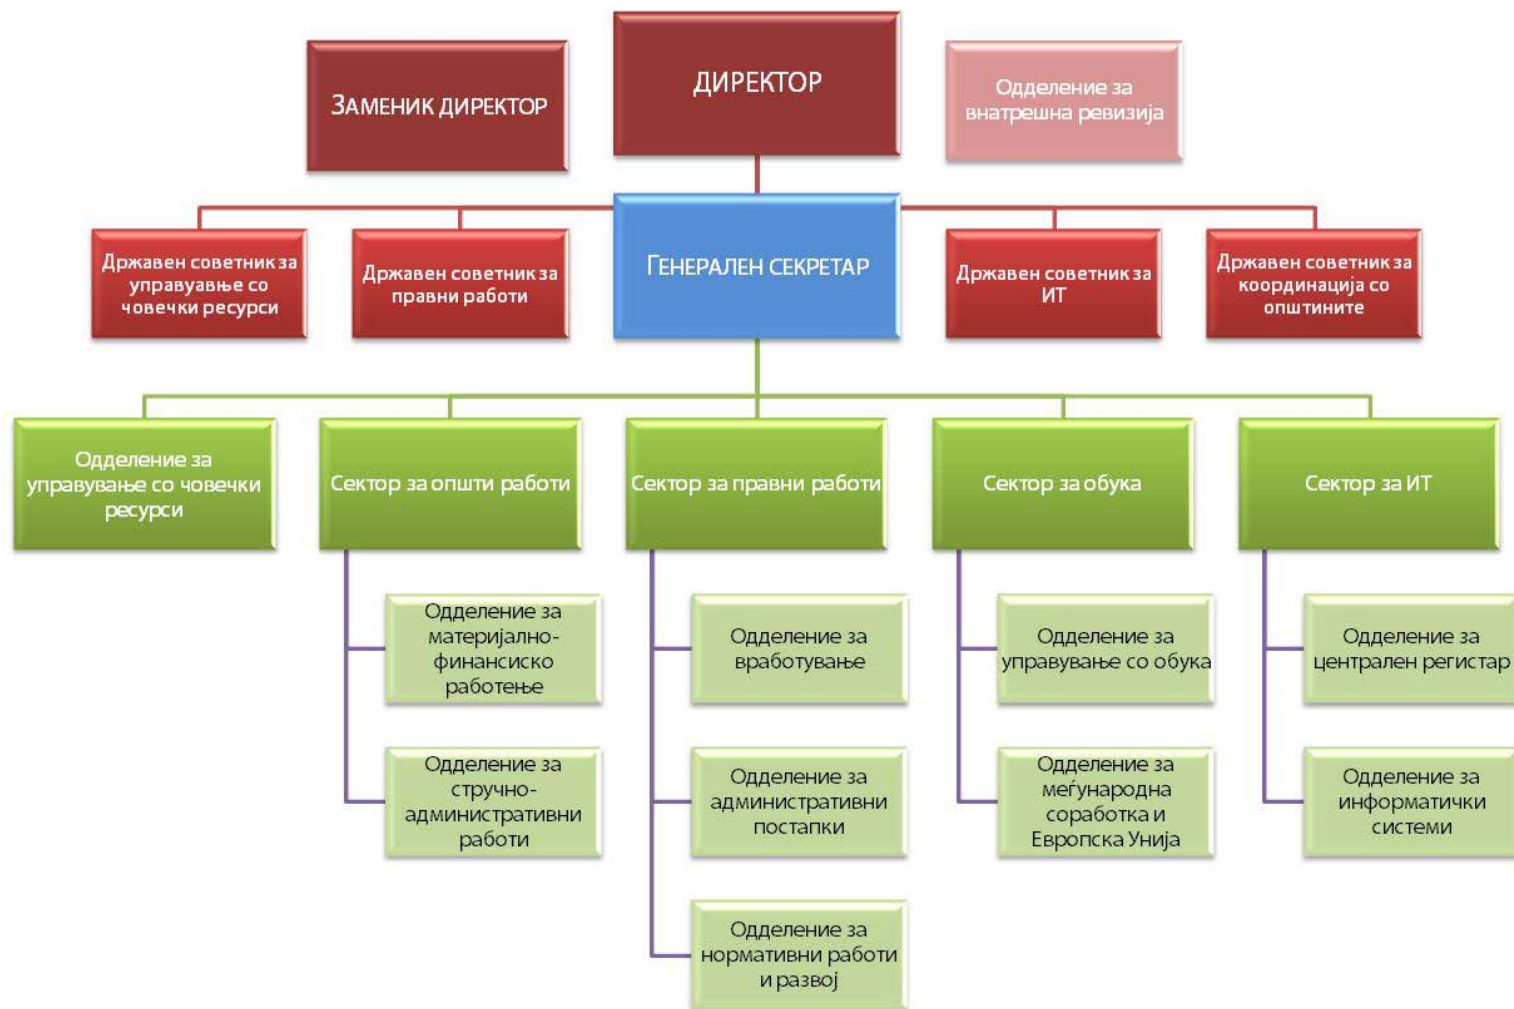 ЗАМЕНИК ДИРЕКТОР
ДИРЕКТОР
Одделение за
внатрешна ревизија
Државен советник за
управуавње со
човечки ресурси
Државен советник за
правни работи
ГЕНЕРАЛЕН СЕКРЕТАР
Државен советник за
ИТ
Државен советник за
координација со
општините
Одделение за
управување со човечки
ресурси
Сектор за општи работи
Сектор за правни работи
Сектор за обука
Сектор за ИТ
Одделение за
материјално-
финансиско
работење
Одделение за
вработување
Одделение за
управување со обука
Одделение за
централен регистар
Одделение за
стручно-
административни
работи
Одделение за
административни
постапки
Одделение за
меѓународна
соработка и
Европска Унија
Одделение за
информатички
системи
Одделение за
нормативни работи
и развој